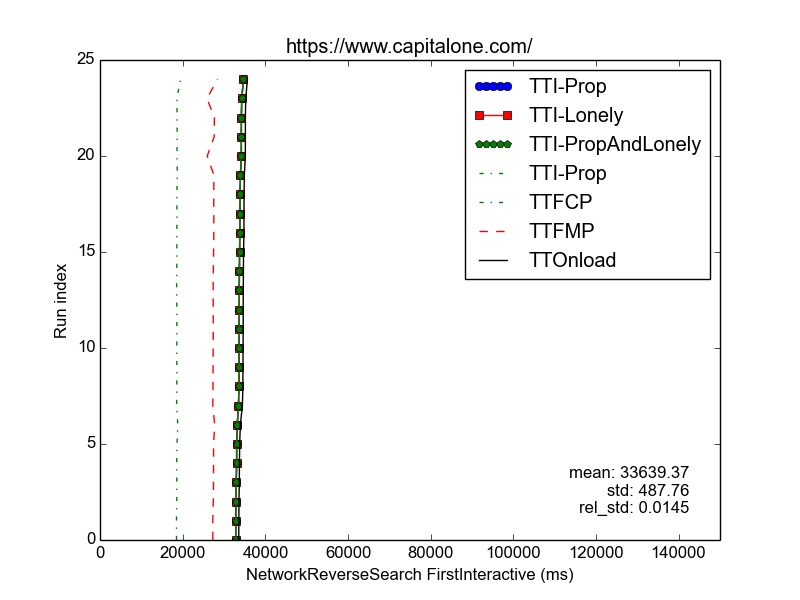 https://www.capitalone.com/
25
20
15
10
5
0
Run index
TTI-Prop
TTI-Lonely
TTI-PropAndLonely
TTI-Prop
TTFCP
TTFMP
TTOnload
mean: 33639.37
std: 487.76
rel_std: 0.0145
0 20000 40000 60000 80000 100000 120000 140000
NetworkReverseSearch FirstInteractive (ms)